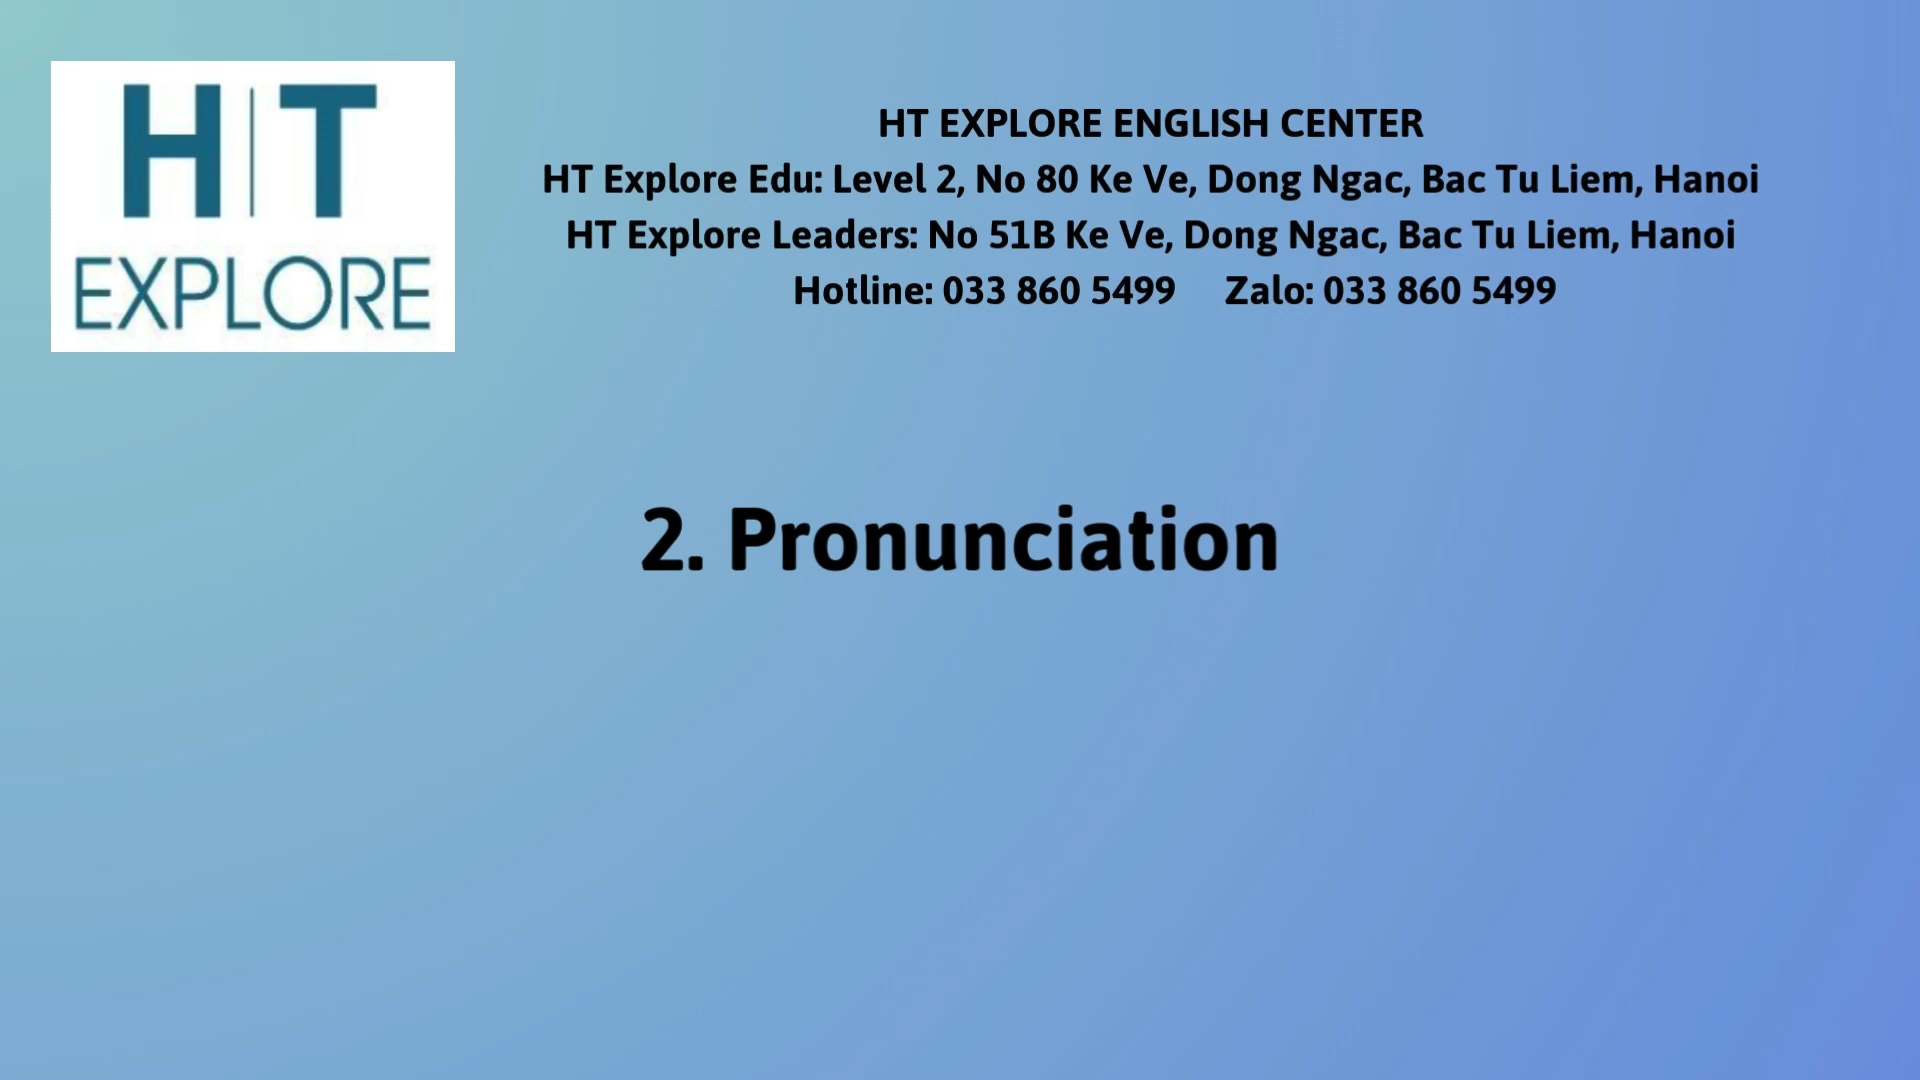 H|T
EXPLORE
HT EXPLORE ENGLISH CENTER
HT Explore Edu: Level 2, No 80 Ke Ve, Dong Ngac, Bac Tu Liem, Hanoi
HT Explore Leaders: No 51B Ke Ve, Dong Ngac, Bac Tu Liem, Hanoi
Hotline: 033 860 5499 Zalo: 033 860 5499
2. Pronunciation